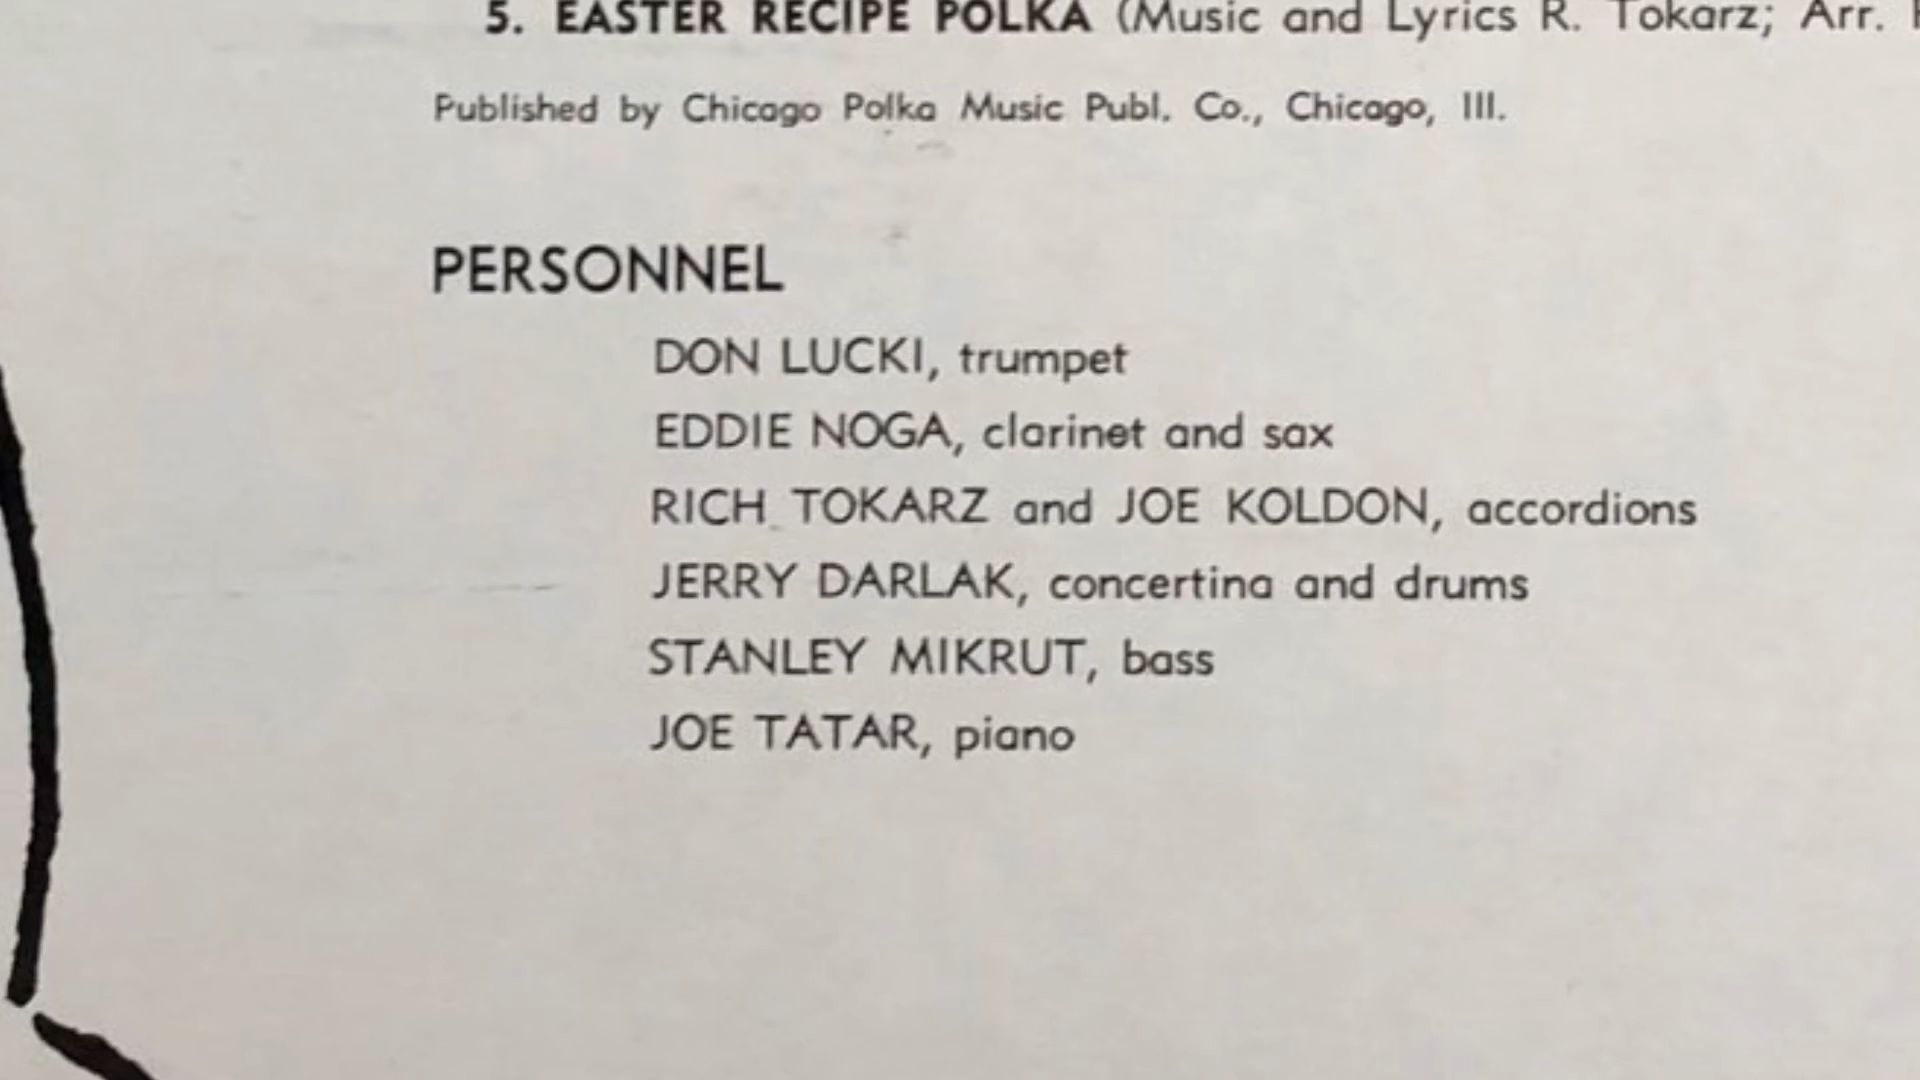 5. EASTER RECIPE POLKA (Music and Lyrics R. Tokarz; Arr.
Published by Chicago Polka Music Publ. Co., Chicago, Ill.
PERSONNEL
DON LUCKI, trumpet
EDDIE NOGA, clarinet and sax
RICH TOKARZ and JOE KOLDON, accordions
JERRY DARLAK, concertina and drums
STANLEY MIKRUT, bass
JOE TATAR, piano